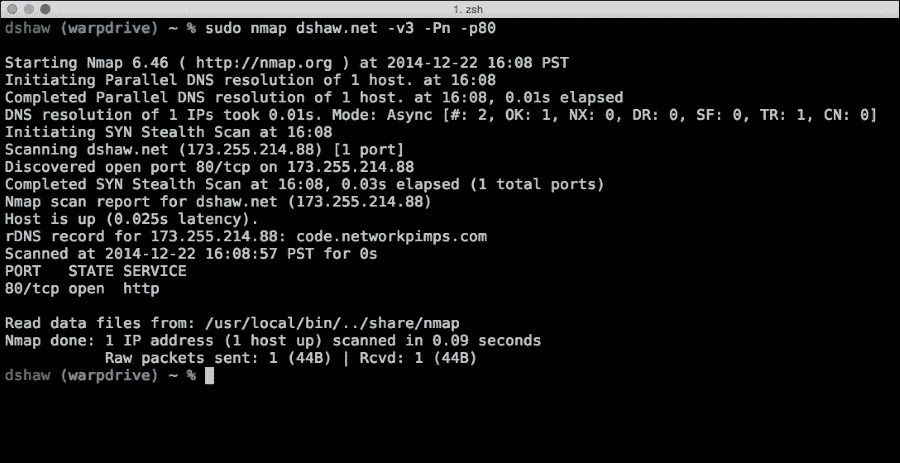 1. zsh
dshaw (warpdrive) ~ % sudo nmap dshaw.net -v3 -Pn -p80

Starting Nmap 6.46 ( http://nmap.org ) at 2014-12-22 16:08 PST
Initiating Parallel DNS resolution of 1 host. at 16:08
Completed Parallel DNS resolution of 1 host. at 16:08, 0.01s elapsed
DNS resolution of 1 IPs took 0.01s. Mode: Async [#: 2, OK: 1, NX: 0, DR: 0, SF: 0, TR: 1, CN: 0]
Initiating SYN Stealth Scan at 16:08
Scanning dshaw.net (173.255.214.88) [1 port]
Discovered open port 80/tcp on 173.255.214.88
Completed SYN Stealth Scan at 16:08, 0.03s elapsed (1 total ports)
Nmap scan report for dshaw.net (173.255.214.88)
Host is up (0.025s latency).
rDNS record for 173.255.214.88: code.networkpimps.com
Scanned at 2014-12-22 16:08:57 PST for 0s
PORT   STATE SERVICE
80/tcp open  http

Read data files from: /usr/local/bin/../share/nmap
Nmap done: 1 IP address (1 host up) scanned in 0.09 seconds
           Raw packets sent: 1 (44B) | Rcvd: 1 (44B)
dshaw (warpdrive) ~ %